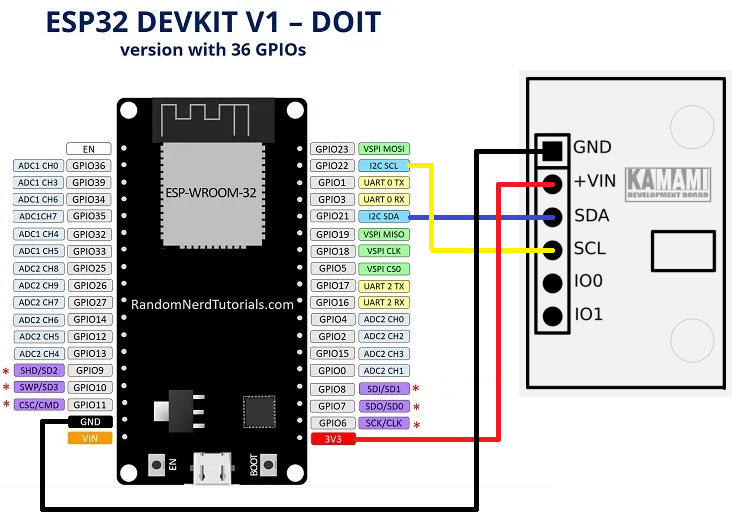 ESP32 DEVKIT V1 – DOIT
version with 36 GPIOs
EN
ADC1 CH0 GPIO36
ADC1 CH3 GPIO39
ADC1 CH6 GPIO34
ADC1CH7 GPIO35
ADC1 CH4 GPIO32
ADC1 CH5 GPIO33
ADC2 CH8 GPIO25
ADC2 CH9 GPIO26
ADC2 CH7 GPIO27
ADC2 CH6 GPIO14
ADC2 CH5 GPIO12
ADC2 CH4 GPIO13
* SHD/SD2 GPIO9
* SWP/SD3 GPIO10
* CSC/CMD GPIO11
GND
VIN
ESP-WROOM-32
RandomNerdTutorials.com
EN
BOOT
GPIO23 VSPI MOSI
GPIO22 I2C SCL
GPIO1 UART 0 TX
GPIO3 UART 0 RX
GPIO21 I2C SDA
GPIO19 VSPI MISO
GPIO18 VSPI CLK
GPIO5 VSPI CS0
GPIO17 UART 2 TX
GPIO16 UART 2 RX
GPIO4 ADC2 CH0
GPIO2 ADC2 CH2
GPIO15 ADC2 CH3
GPIO0 ADC2 CH1
GPIO8 SDI/SD1 *
GPIO7 SDO/SD0 *
GPIO6 SCK/CLK *
3V3
GND
+VIN
SDA
SCL
IO0
IO1
KAMAMI
DEVELOPMENT BOARD